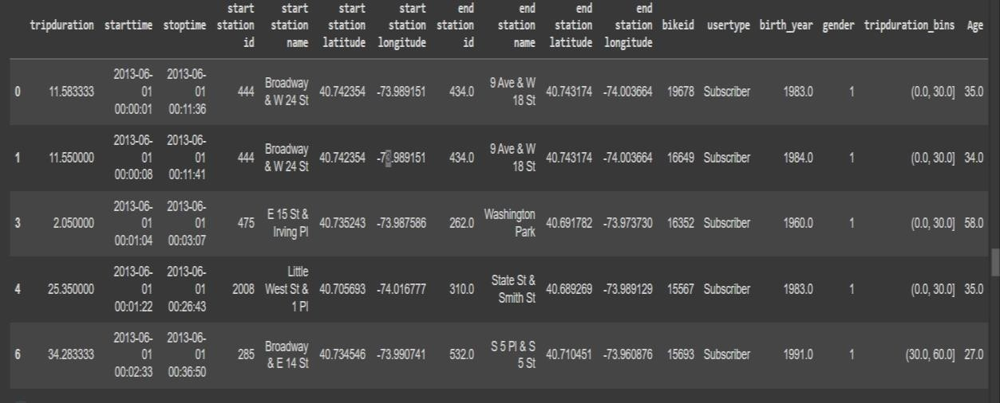 tripduration starttime stoptime start station id start station name start station latitude start station longitude end station id end station name end station latitude end station longitude bikeid usertype birth_year gender tripduration_bins Age
0 11.583333 2013-06-01 00:00:01 2013-06-01 00:11:36 444 Broadway & W 24 St 40.742354 -73.989151 434.0 9 Ave & W 18 St 40.743174 -74.003664 19678 Subscriber 1983.0 1 (0.0, 30.0] 35.0
1 11.550000 2013-06-01 00:00:08 2013-06-01 00:11:41 444 Broadway & W 24 St 40.742354 -73.989151 434.0 9 Ave & W 18 St 40.743174 -74.003664 16649 Subscriber 1984.0 1 (0.0, 30.0] 34.0
3 2.050000 2013-06-01 00:01:04 2013-06-01 00:03:07 475 E 15 St & Irving Pl 40.735243 -73.987586 262.0 Washington Park 40.691782 -73.973730 16352 Subscriber 1960.0 1 (0.0, 30.0] 58.0
4 25.350000 2013-06-01 00:01:22 2013-06-01 00:26:43 2008 Little West St & 1 Pl 40.705693 -74.016777 310.0 State St & Smith St 40.689269 -73.989129 15567 Subscriber 1983.0 1 (0.0, 30.0] 35.0
6 34.283333 2013-06-01 00:02:33 2013-06-01 00:36:50 285 Broadway & E 14 St 40.734546 -73.990741 532.0 S 5 Pl & S 5 St 40.710451 -73.960876 15693 Subscriber 1991.0 1 (30.0, 60.0] 27.0